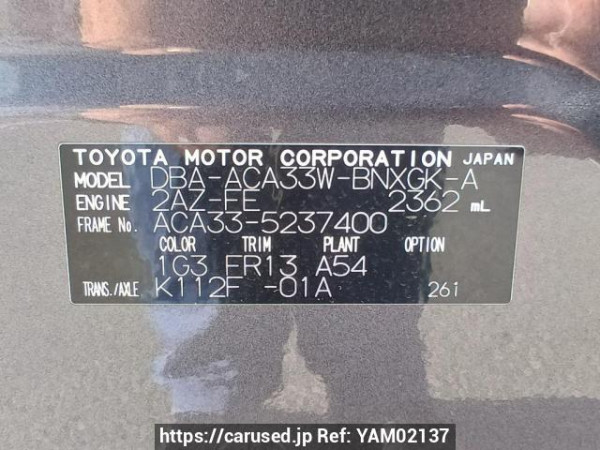 TOYOTA MOTOR CORPORATION JAPAN
MODEL DBA-ACA33W-BNXGK-A
ENGINE 2AZ-FE 2362 mL
FRAME No. ACA33-5237400
COLOR TRIM PLANT OPTION
1G3 FR13 A54
TRANS./AXLE K112F -01A 261
https://carused.jp Ref: YAM02137